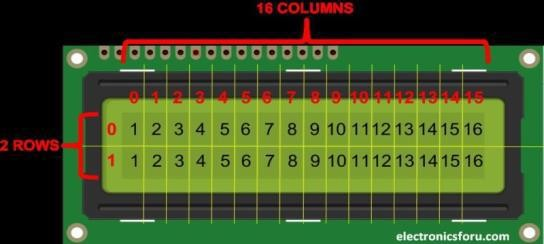 16 COLUMNS
0 1 2 3 4 5 6 7 8 9 10 11 12 13 14 15
2 ROWS
0 1 2 3 4 5 6 7 8 9 10 11 12 13 14 15 16
1 1 2 3 4 5 6 7 8 9 10 11 12 13 14 15 16
electronicsforu.com